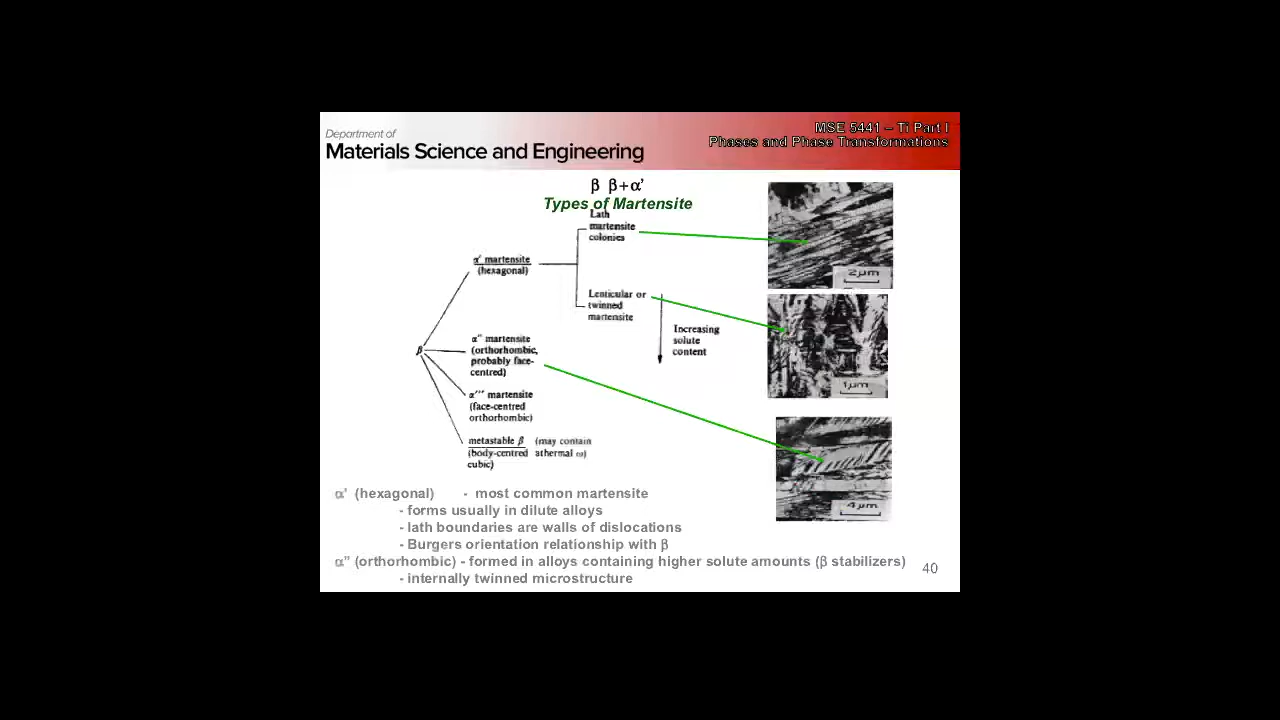 Department of
Materials Science and Engineering
MSE 5441 – Ti Part I
Phases and Phase Transformations
β β+α’
Types of Martensite
Lath
martensite
colonies
α′ martensite
(hexagonal)
Lenticular or
twinned
martensite
Increasing
solute
content
β
α″ martensite
(orthorhombic,
probably face-
centred)
α‴ martensite
(face-centred
orthorhombic)
metastable β (may contain
(body-centred athermal ω)
cubic)
2μm
1μm
4μm
α’ (hexagonal) - most common martensite
- forms usually in dilute alloys
- lath boundaries are walls of dislocations
- Burgers orientation relationship with β
α” (orthorhombic) - formed in alloys containing higher solute amounts (β stabilizers)
- internally twinned microstructure
40